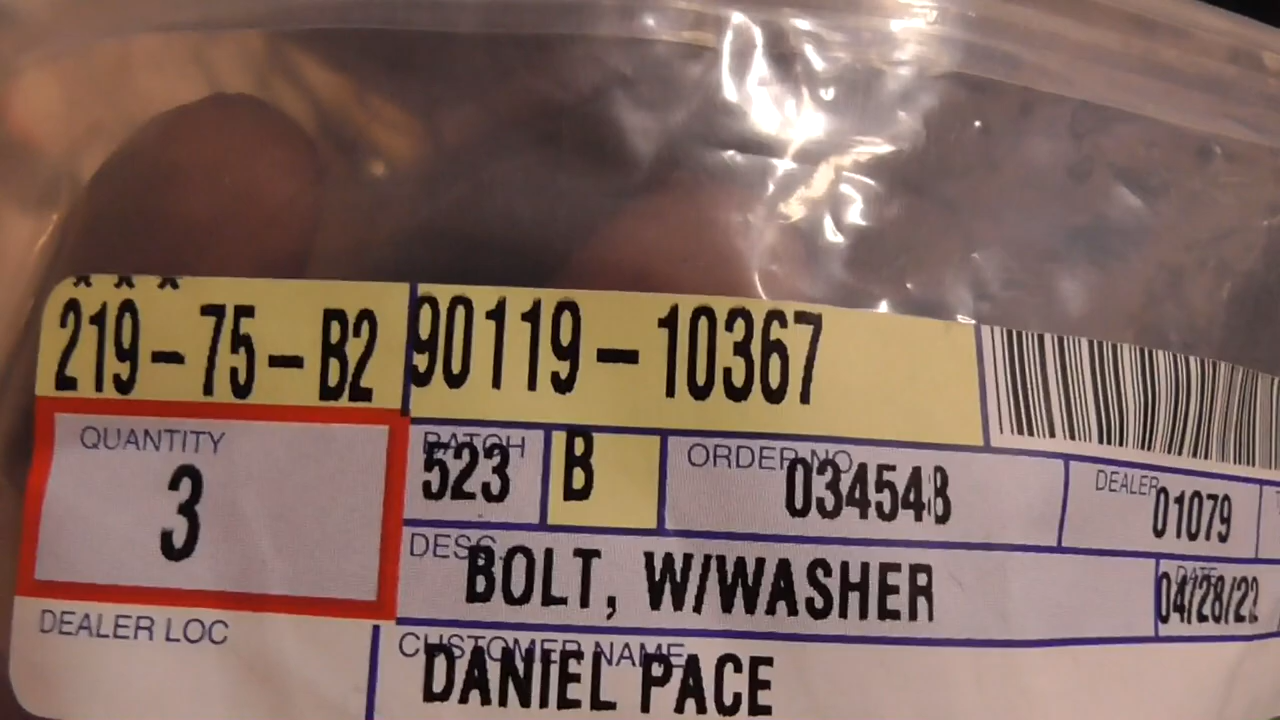 219-75-B2 90119-10367
QUANTITY 3
BATCH 523 B
ORDER NO 034548
DEALER 01079
DESC BOLT, W/WASHER
DATE 04/28/22
DEALER LOC
CUSTOMER NAME DANIEL PACE